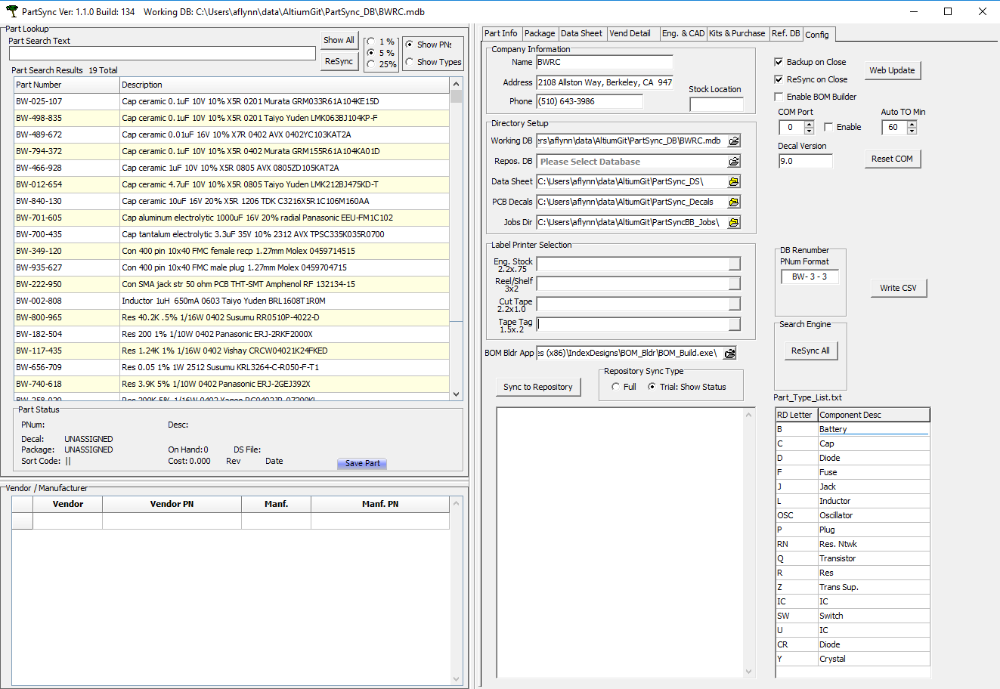 PartSync Ver: 1.1.0 Build: 134 Working DB: C:\Users\aflynn\data\AltiumGit\PartSync_DB\BWRC.mdb
Part Lookup
Part Search Text
Show All
ReSync
1 %
5 %
25%
Show PNs
Show Types
Part Search Results 19 Total
Part Number Description
BW-025-107 Cap ceramic 0.1uF 10V 10% X5R 0201 Murata GRM033R61A104KE15D
BW-498-835 Cap ceramic 0.1uF 10V 10% X5R 0201 Taiyo Yuden LMK063BJ104KP-F
BW-489-672 Cap ceramic 0.01uF 16V 10% X7R 0402 AVX 0402YC103KAT2A
BW-794-372 Cap ceramic 0.1uF 10V 10% X5R 0402 Murata GRM155R61A104KA01D
BW-466-928 Cap ceramic 1uF 10V 10% X5R 0805 AVX 0805ZD105KAT2A
BW-012-654 Cap ceramic 4.7uF 10V 10% X5R 0805 Taiyo Yuden LMK212BJ475KD-T
BW-840-130 Cap ceramic 10uF 16V 20% X5R 1206 TDK C3216X5R1C106M160AA
BW-701-605 Cap aluminum electrolytic 1000uF 16V 20% radial Panasonic EEU-FM1C102
BW-700-435 Cap tantalum electrolytic 3.3uF 35V 10% 2312 AVX TPSC335K035R0700
BW-349-120 Con 400 pin 10x40 FMC female recp 1.27mm Molex 0459714515
BW-935-627 Con 400 pin 10x40 FMC male plug 1.27mm Molex 0459704715
BW-222-950 Con SMA jack str 50 ohm PCB THT-SMT Amphenol RF 132134-15
BW-002-808 Inductor 1uH 650mA 0603 Taiyo Yuden BRL1608T1R0M
BW-800-965 Res 40.2K .5% 1/16W 0402 Susumu RR0510P-4022-D
BW-182-504 Res 200 1% 1/10W 0402 Panasonic ERJ-2RKF2000X
BW-117-435 Res 1.24K 1% 1/16W 0402 Vishay CRCW04021K24FKED
BW-656-709 Res 0.05 1% 1W 2512 Susumu KRL3264-C-R050-F-T1
BW-740-618 Res 3.9K 5% 1/10W 0402 Panasonic ERJ-2GEJ392X
Part Status
PNum: Desc:
Decal: UNASSIGNED
Package: UNASSIGNED On Hand: 0 DS File:
Sort Code: || Cost: 0.000 Rev Date
Save Part
Vendor / Manufacturer
Vendor Vendor PN Manf. Manf. PN
Part Info Package Data Sheet Vend Detail Eng. & CAD Kits & Purchase Ref. DB Config
Company Information
Name BWRC
Address 2108 Allston Way, Berkeley, CA 947
Phone (510) 643-3986
Stock Location
Directory Setup
Working DB ers\aflynn\data\AltiumGit\PartSync_DB\BWRC.mdb
Repos. DB Please Select Database
Data Sheet C:\Users\aflynn\data\AltiumGit\PartSync_DS\
PCB Decals C:\Users\aflynn\data\AltiumGit\PartSync_Decals
Jobs Dir C:\Users\aflynn\data\AltiumGit\PartSyncBB_Jobs\
Label Printer Selection
Eng. Stock
2.2x.75
Reel/Shelf
3x2
Cut Tape
2.2x1.0
Tape Tag
1.5x.2
BOM Bldr App es (x86)\IndexDesigns\BOM_Bldr\BOM_Build.exe\
Sync to Repository
Repository Sync Type
Full Trial: Show Status
Backup on Close
ReSync on Close
Enable BOM Builder
Web Update
COM Port Auto TO Min
0 Enable 60
Decal Version
9.0
Reset COM
DB Renumber
PNum Format
BW- 3 - 3
Write CSV
Search Engine
ReSync All
Part_Type_List.txt
RD Letter Component Desc
B Battery
C Cap
D Diode
F Fuse
J Jack
L Inductor
OSC Oscillator
P Plug
RN Res. Ntwk
Q Transistor
R Res
Z Trans Sup.
IC IC
SW Switch
U IC
CR Diode
Y Crystal